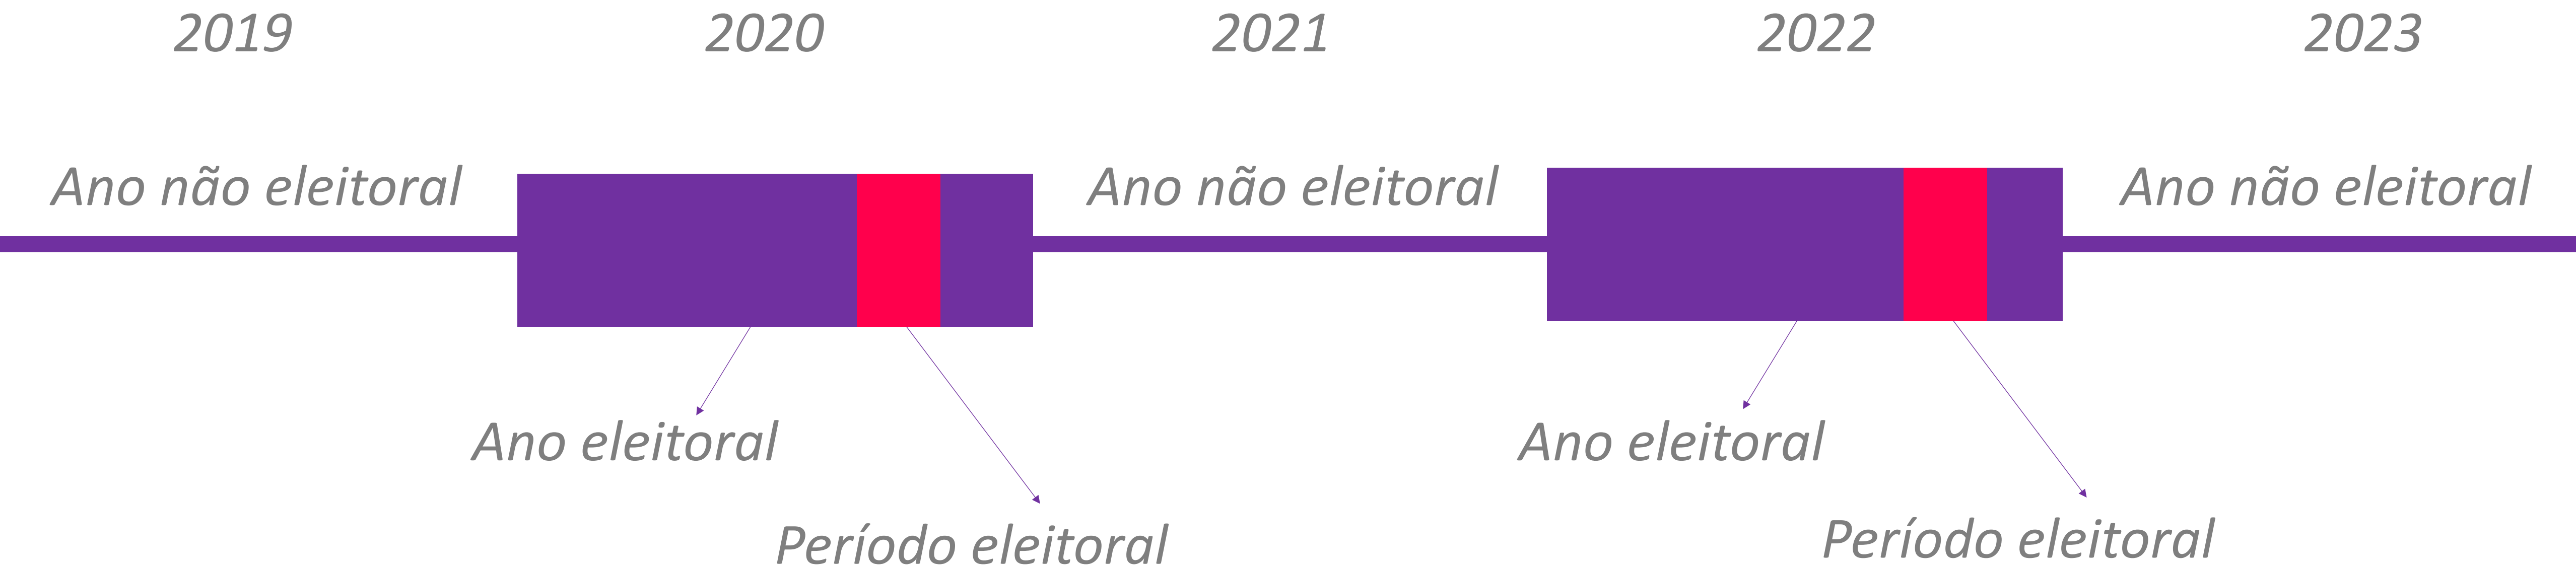 2019
2020
2021
2022
2023
Ano não eleitoral
Ano não eleitoral
Ano não eleitoral
Ano eleitoral
Ano eleitoral
Período eleitoral
Período eleitoral